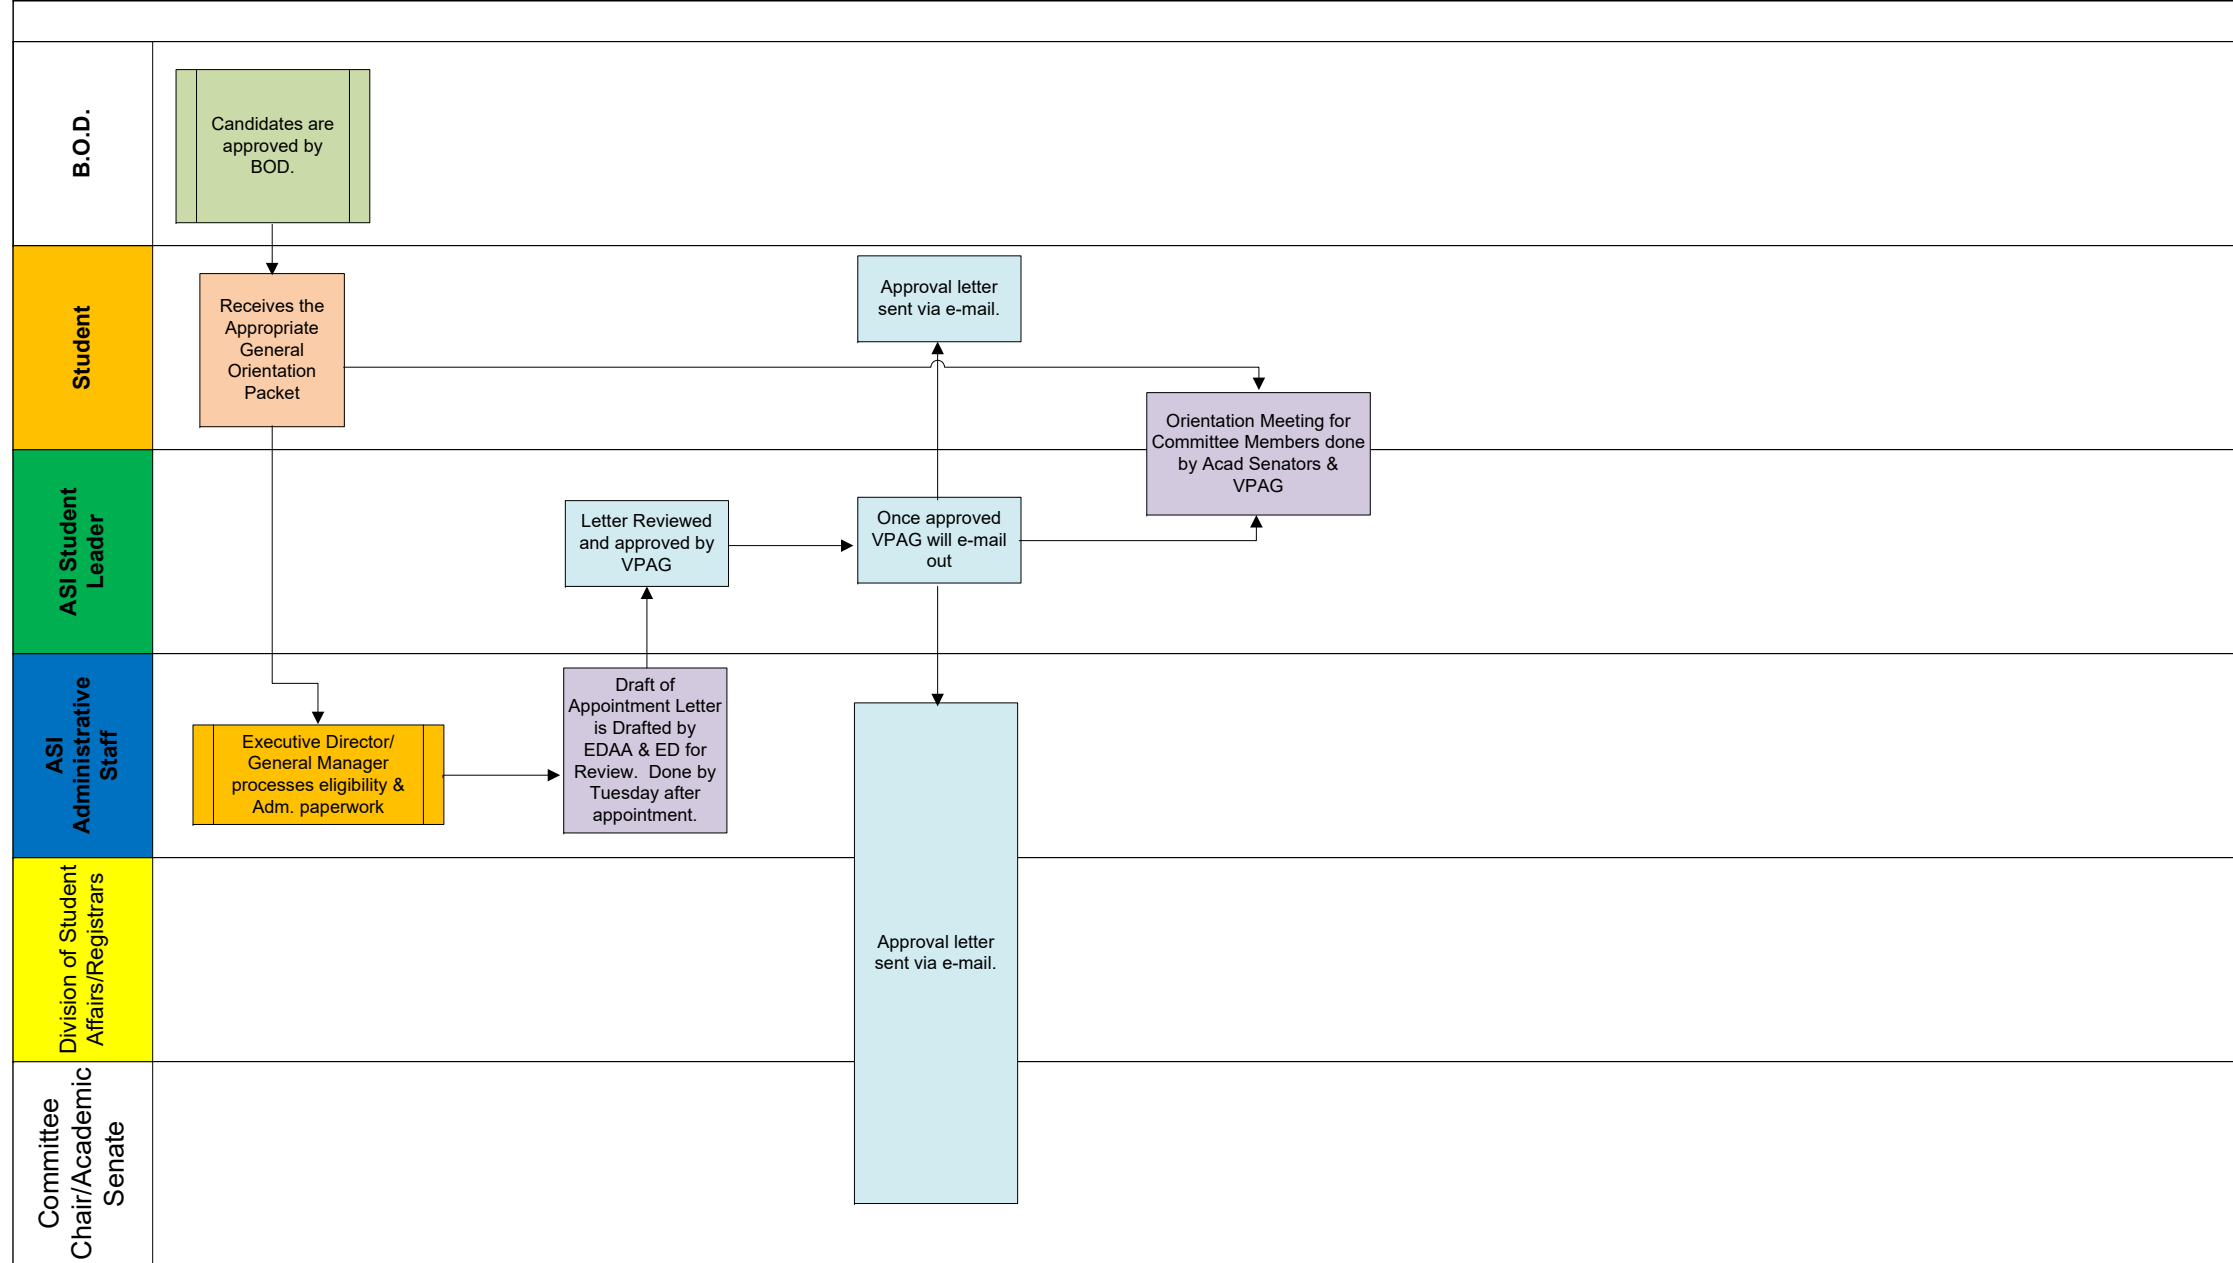 B.O.D.
Candidates are
approved by
BOD.
Student
Receives the
Appropriate
General
Orientation
Packet
Approval letter
sent via e-mail.
Orientation Meeting for
Committee Members done
by Acad Senators &
VPAG
ASI Student
Leader
Letter Reviewed
and approved by
VPAG
Once approved
VPAG will e-mail
out
ASI
Administrative
Staff
Executive Director/
General Manager
processes eligibility &
Adm. paperwork
Draft of
Appointment Letter
is Drafted by
EDAA & ED for
Review.  Done by
Tuesday after
appointment.
Approval letter
sent via e-mail.
Division of Student
Affairs/Registrars
Committee
Chair/Academic
Senate